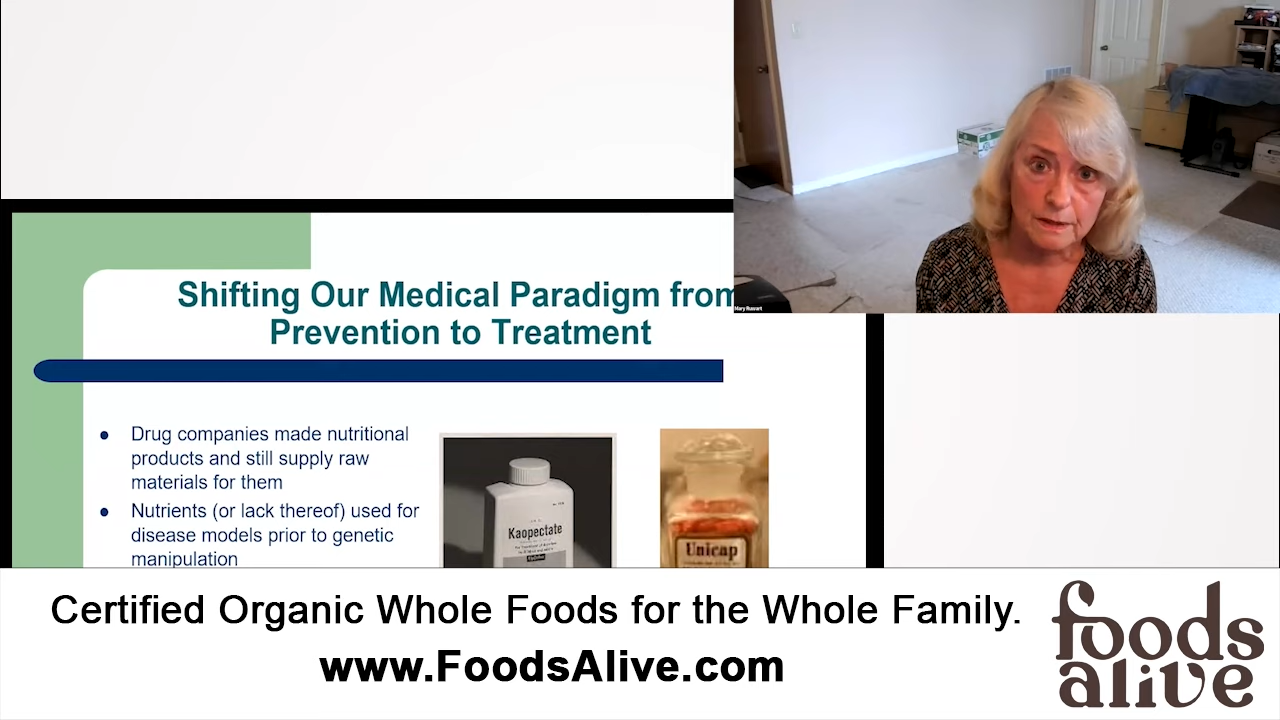 Mary Russart
Shifting Our Medical Paradigm from
Prevention to Treatment
● Drug companies made nutritional
products and still supply raw
materials for them
● Nutrients (or lack thereof) used for
disease models prior to genetic
manipulation
Kaopectate
Unicap
Certified Organic Whole Foods for the Whole Family.
www.FoodsAlive.com
foods
alive